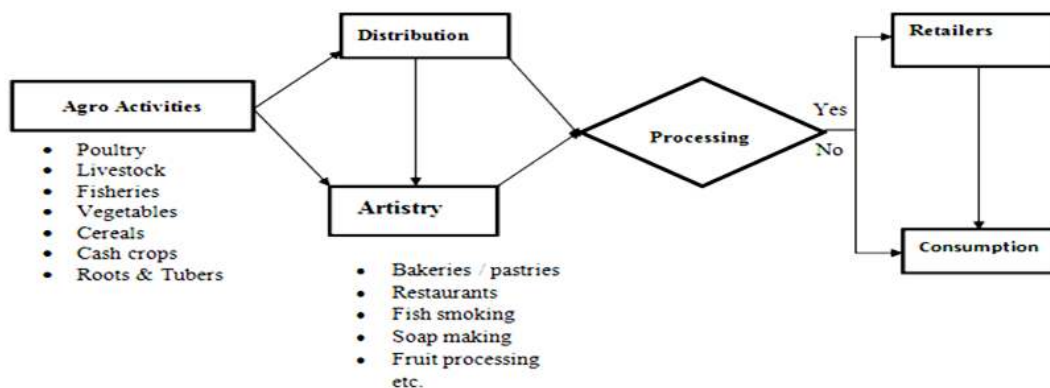 Distribution
Retailers
Agro Activities
Yes
Processing
No
• Poultry
• Livestock
• Fisheries
• Vegetables
• Cereals
• Cash crops
• Roots & Tubers
Artistry
Consumption
• Bakeries / pastries
• Restaurants
• Fish smoking
• Soap making
• Fruit processing
etc.